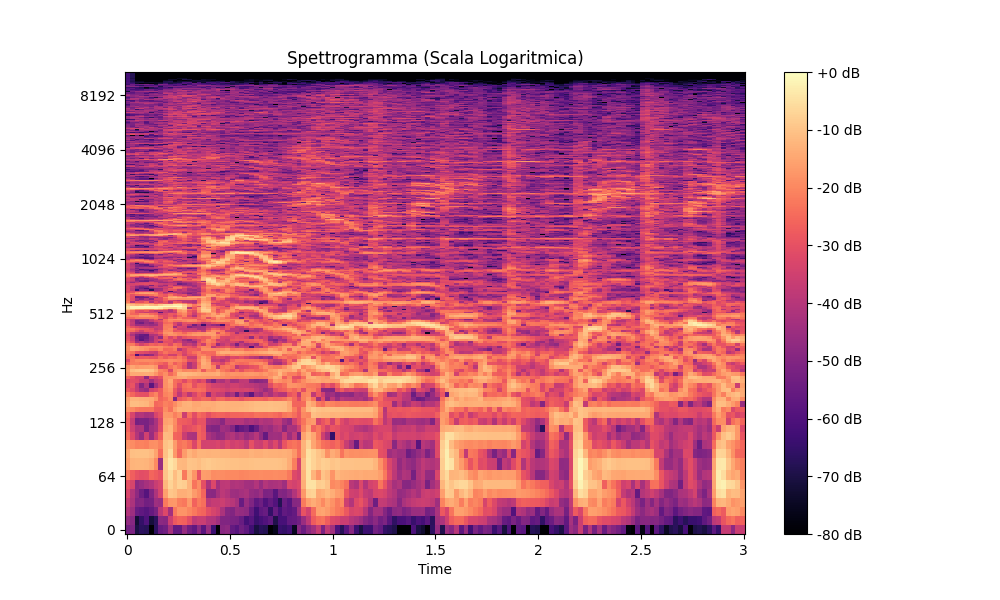 Spettrogramma (Scala Logaritmica)
Hz
8192
4096
2048
1024
512
256
128
64
0
0
0.5
1
1.5
2
2.5
3
Time
+0 dB
-10 dB
-20 dB
-30 dB
-40 dB
-50 dB
-60 dB
-70 dB
-80 dB